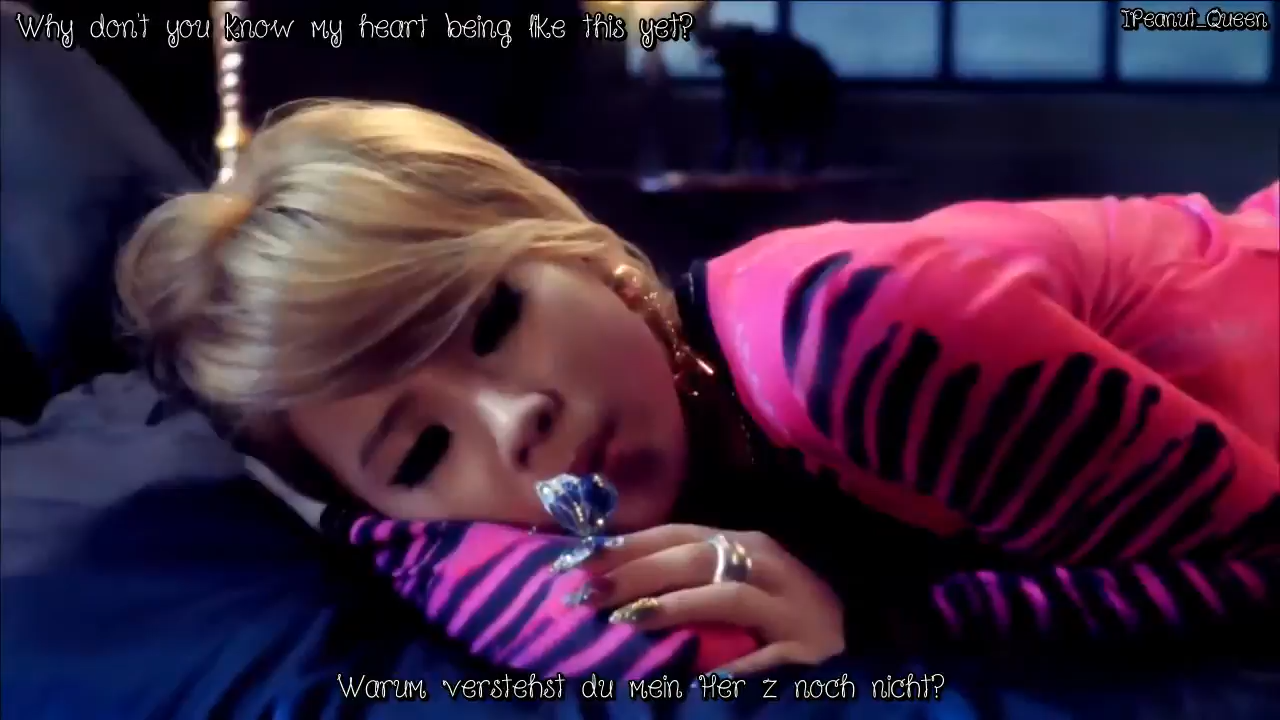 Why don't you know my heart being like this yet?
IPeanut_Queen
Warum verstehst du mein Her z noch nicht?